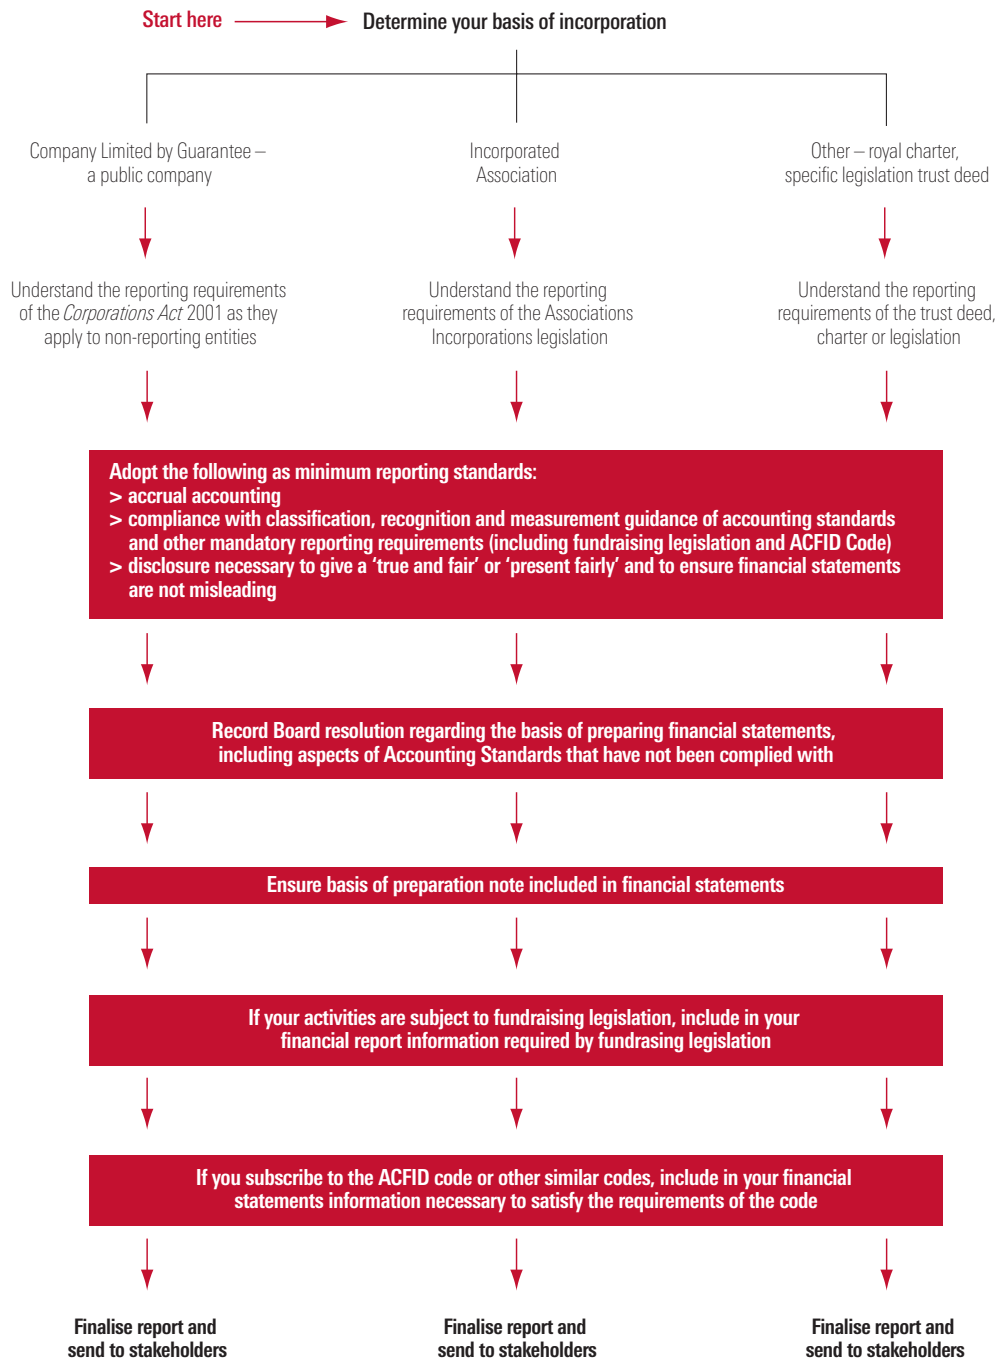 Start here
Determine your basis of incorporation
Company Limited by Guarantee –
a public company
Incorporated
Association
Other – royal charter,
specific legislation trust deed
Understand the reporting requirements
of the Corporations Act 2001 as they
apply to non-reporting entities
Understand the reporting
requirements of the Associations
Incorporations legislation
Understand the reporting
requirements of the trust deed,
charter or legislation
Adopt the following as minimum reporting standards:
> accrual accounting
> compliance with classification, recognition and measurement guidance of accounting standards
and other mandatory reporting requirements (including fundraising legislation and ACFID Code)
> disclosure necessary to give a ‘true and fair’ or ‘present fairly’ and to ensure financial statements
are not misleading
Record Board resolution regarding the basis of preparing financial statements,
including aspects of Accounting Standards that have not been complied with
Ensure basis of preparation note included in financial statements
If your activities are subject to fundraising legislation, include in your
financial report information required by fundrasing legislation
If you subscribe to the ACFID code or other similar codes, include in your financial
statements information necessary to satisfy the requirements of the code
Finalise report and
send to stakeholders
Finalise report and
send to stakeholders
Finalise report and
send to stakeholders